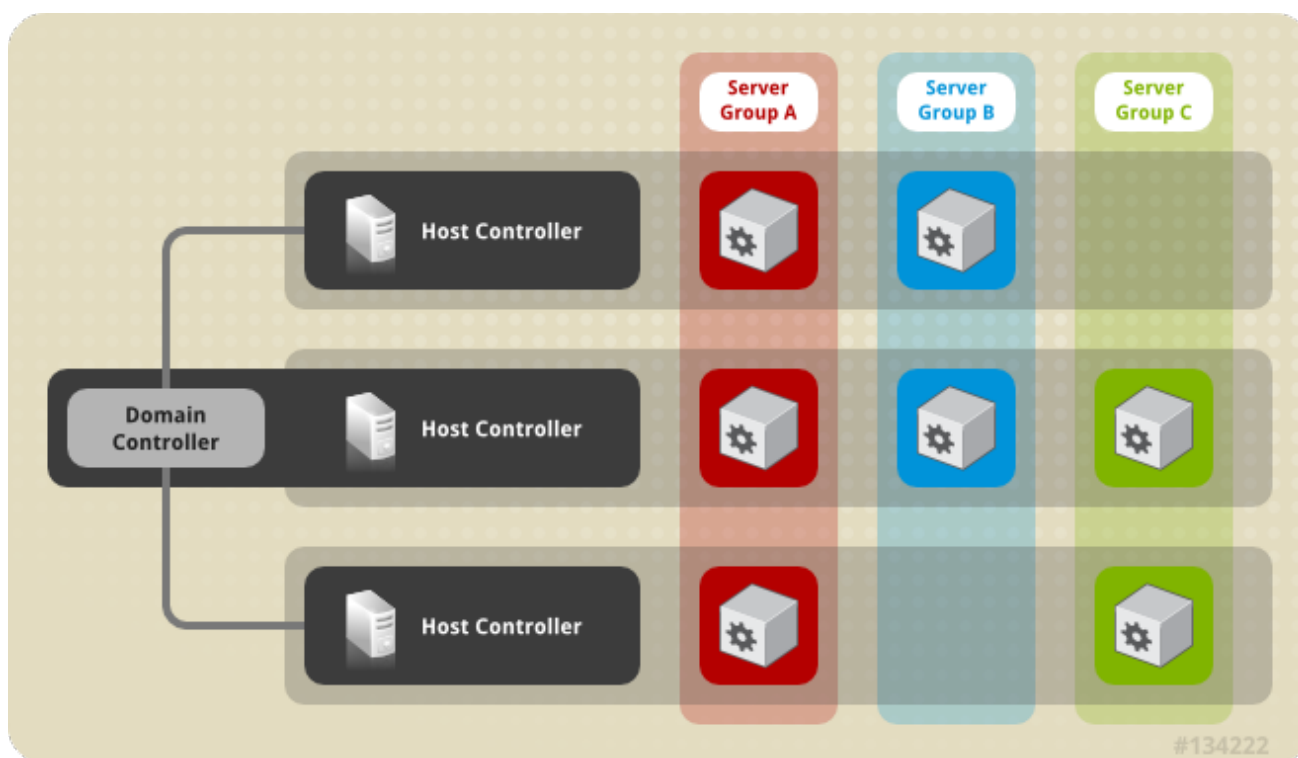 Server
Group A
Server
Group B
Server
Group C
Host Controller
Domain
Controller
Host Controller
Host Controller
#134222